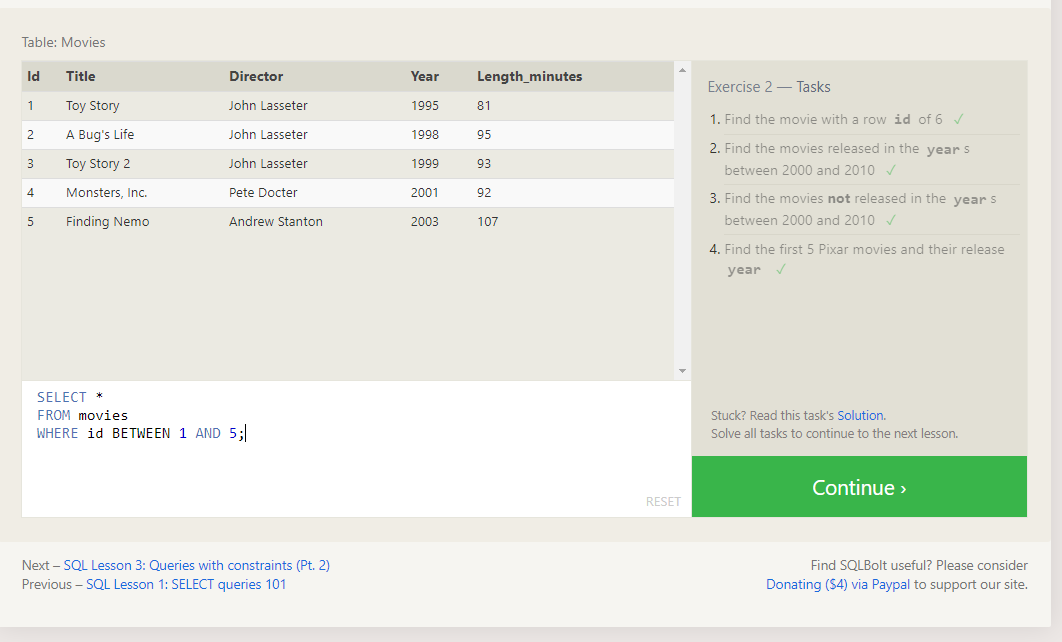 Table: Movies
Id Title Director Year Length_minutes
1 Toy Story John Lasseter 1995 81
2 A Bug's Life John Lasseter 1998 95
3 Toy Story 2 John Lasseter 1999 93
4 Monsters, Inc. Pete Docter 2001 92
5 Finding Nemo Andrew Stanton 2003 107
SELECT *
FROM movies
WHERE id BETWEEN 1 AND 5;
RESET
Exercise 2 — Tasks
1. Find the movie with a row id of 6 ✓
2. Find the movies released in the year s
between 2000 and 2010 ✓
3. Find the movies not released in the year s
between 2000 and 2010 ✓
4. Find the first 5 Pixar movies and their release
year ✓
Stuck? Read this task's Solution.
Solve all tasks to continue to the next lesson.
Continue ›
Next – SQL Lesson 3: Queries with constraints (Pt. 2)
Previous – SQL Lesson 1: SELECT queries 101
Find SQLBolt useful? Please consider
Donating ($4) via Paypal to support our site.